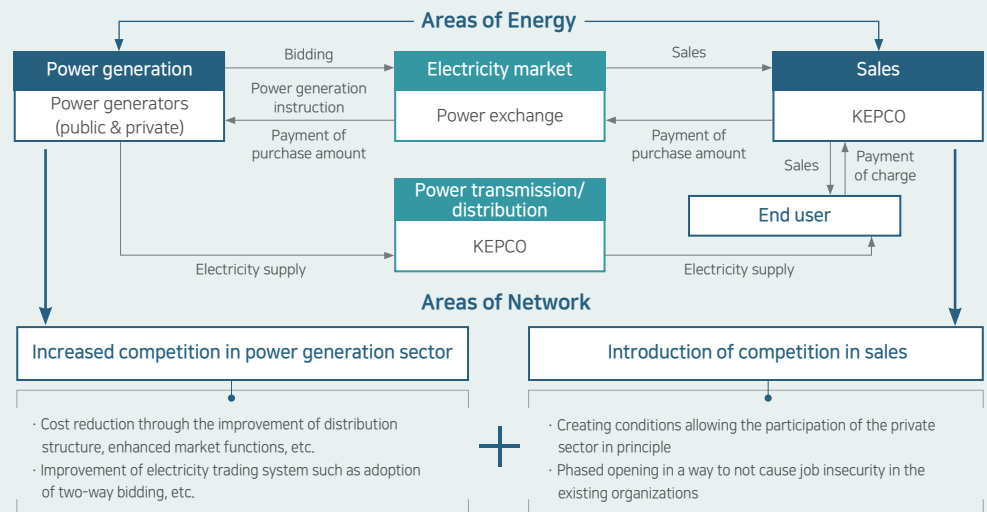 Areas of Energy
Power generation
Power generators
(public & private)
Bidding
Power generation
instruction
Payment of
purchase amount
Electricity market
Power exchange
Sales
Payment of
purchase amount
Sales
KEPCO
Sales
Payment
of charge
End user
Power transmission/
distribution
KEPCO
Electricity supply
Electricity supply
Areas of Network
Increased competition in power generation sector
· Cost reduction through the improvement of distribution
structure, enhanced market functions, etc.
· Improvement of electricity trading system such as adoption
of two-way bidding, etc.
Introduction of competition in sales
· Creating conditions allowing the participation of the private
sector in principle
· Phased opening in a way to not cause job insecurity in the
existing organizations